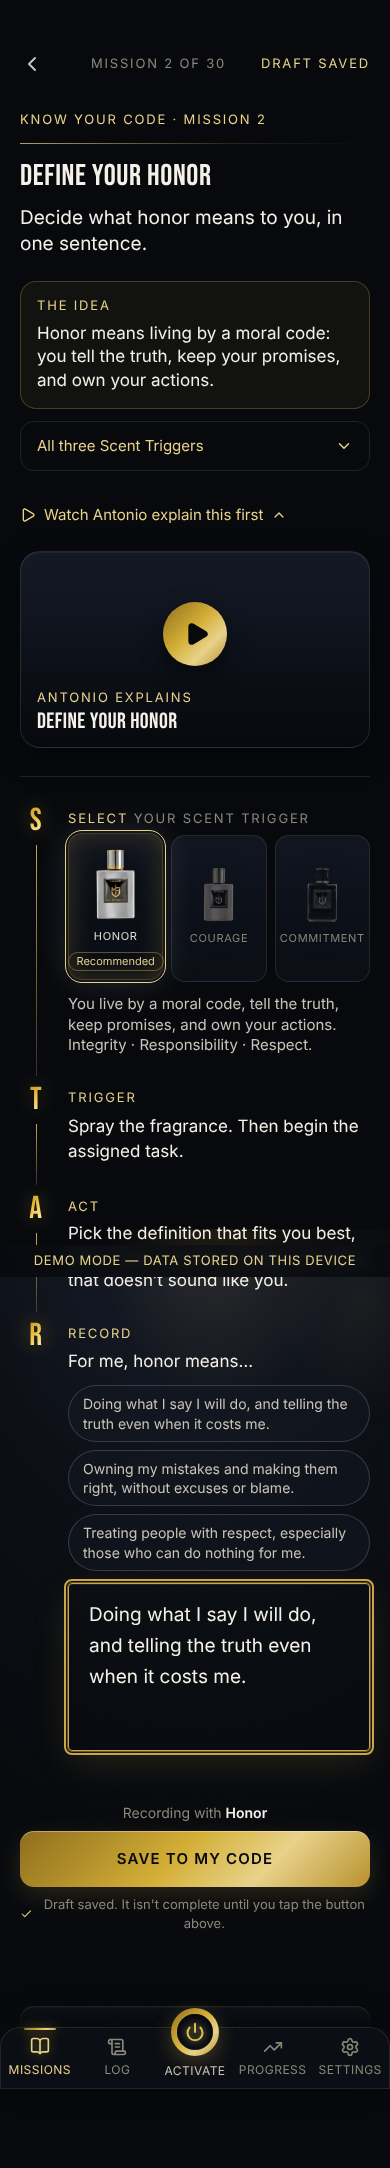 MISSION 2 OF 30
DRAFT SAVED
KNOW YOUR CODE · MISSION 2
DEFINE YOUR HONOR
Decide what honor means to you, in
one sentence.
THE IDEA
Honor means living by a moral code:
you tell the truth, keep your promises,
and own your actions.
All three Scent Triggers
Watch Antonio explain this first
ANTONIO EXPLAINS
DEFINE YOUR HONOR
S
SELECT YOUR SCENT TRIGGER
HONOR
Recommended
COURAGE
COMMITMENT
You live by a moral code, tell the truth,
keep promises, and own your actions.
Integrity · Responsibility · Respect.
T
TRIGGER
Spray the fragrance. Then begin the
assigned task.
A
ACT
Pick the definition that fits you best,
DEMO MODE — DATA STORED ON THIS DEVICE
that doesn't sound like you.
R
RECORD
For me, honor means...
Doing what I say I will do, and telling the
truth even when it costs me.
Owning my mistakes and making them
right, without excuses or blame.
Treating people with respect, especially
those who can do nothing for me.
Doing what I say I will do,
and telling the truth even
when it costs me.
Recording with Honor
SAVE TO MY CODE
Draft saved. It isn't complete until you tap the button
above.
MISSIONS
LOG
ACTIVATE
PROGRESS
SETTINGS